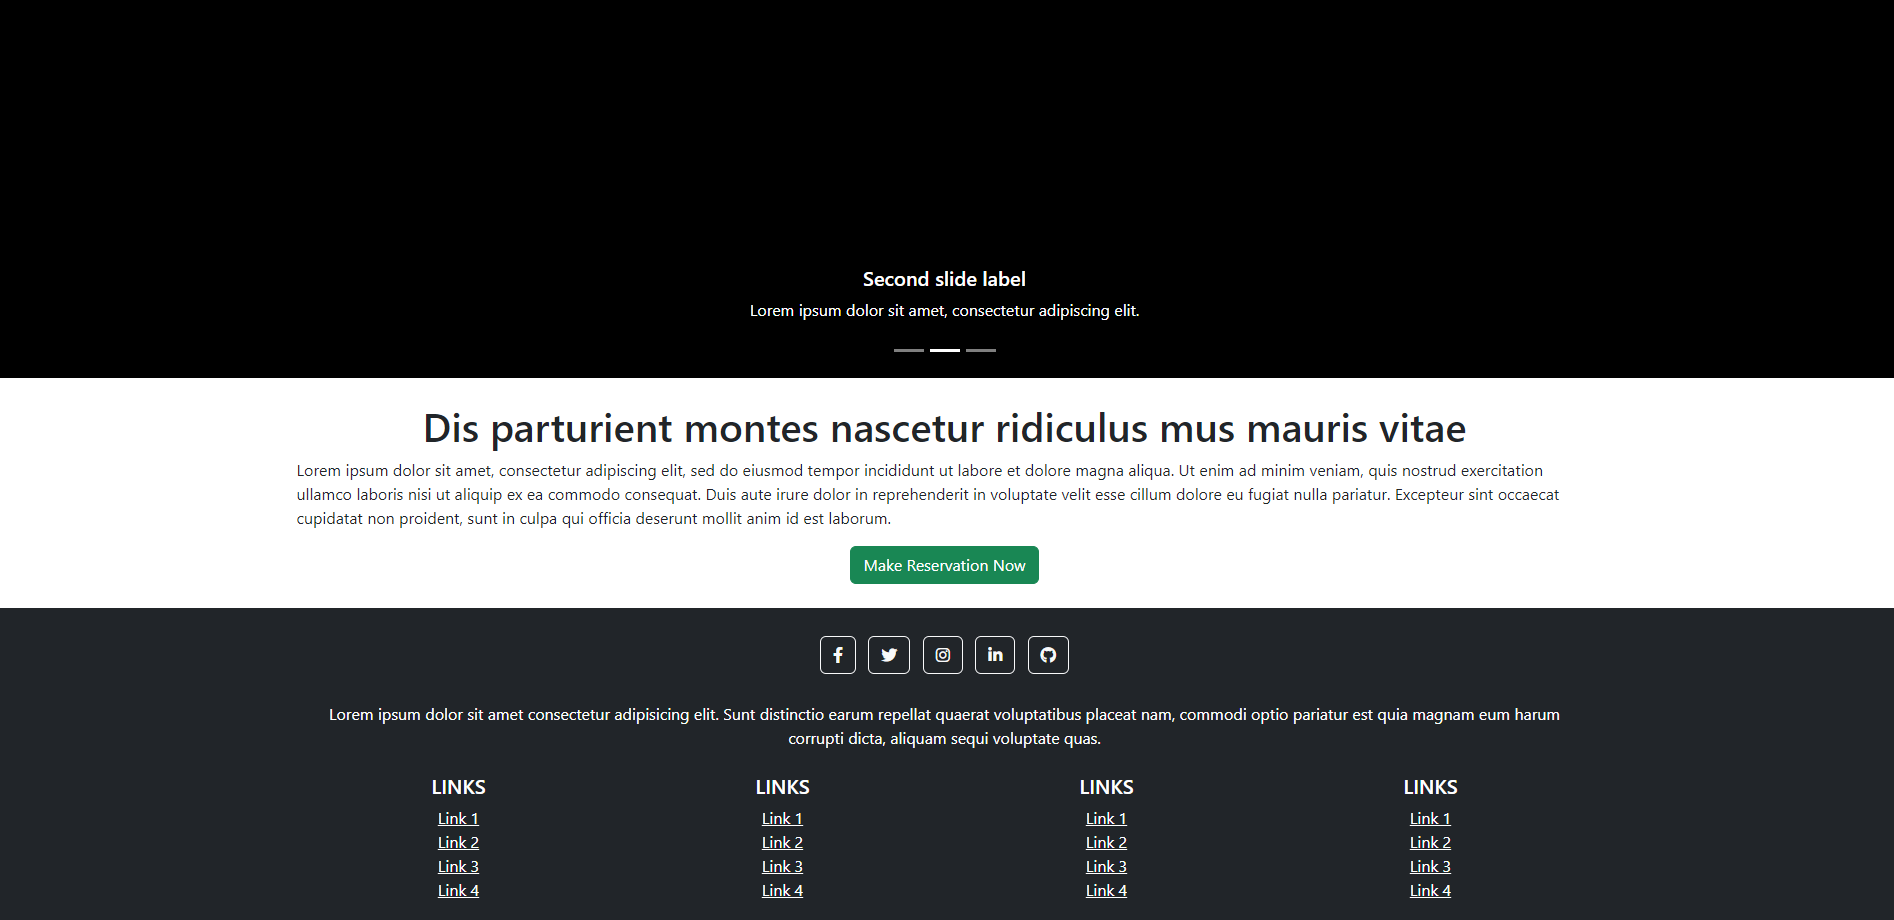 Second slide label
Lorem ipsum dolor sit amet, consectetur adipiscing elit.
Dis parturient montes nascetur ridiculus mus mauris vitae
Lorem ipsum dolor sit amet, consectetur adipiscing elit, sed do eiusmod tempor incididunt ut labore et dolore magna aliqua. Ut enim ad minim veniam, quis nostrud exercitation
ullamco laboris nisi ut aliquip ex ea commodo consequat. Duis aute irure dolor in reprehenderit in voluptate velit esse cillum dolore eu fugiat nulla pariatur. Excepteur sint occaecat
cupidatat non proident, sunt in culpa qui officia deserunt mollit anim id est laborum.
Make Reservation Now
Lorem ipsum dolor sit amet consectetur adipisicing elit. Sunt distinctio earum repellat quaerat voluptatibus placeat nam, commodi optio pariatur est quia magnam eum harum
corrupti dicta, aliquam sequi voluptate quas.
LINKS
Link 1
Link 2
Link 3
Link 4
LINKS
Link 1
Link 2
Link 3
Link 4
LINKS
Link 1
Link 2
Link 3
Link 4
LINKS
Link 1
Link 2
Link 3
Link 4